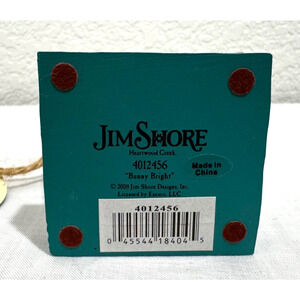 JIM SHORE
Heartwood Creek
4012456
"Bunny Bright"
Made in
China
© 2008 Jim Shore Designs, Inc.
Licensed by Enesco, LLC
4012456
0 45544 18404 5